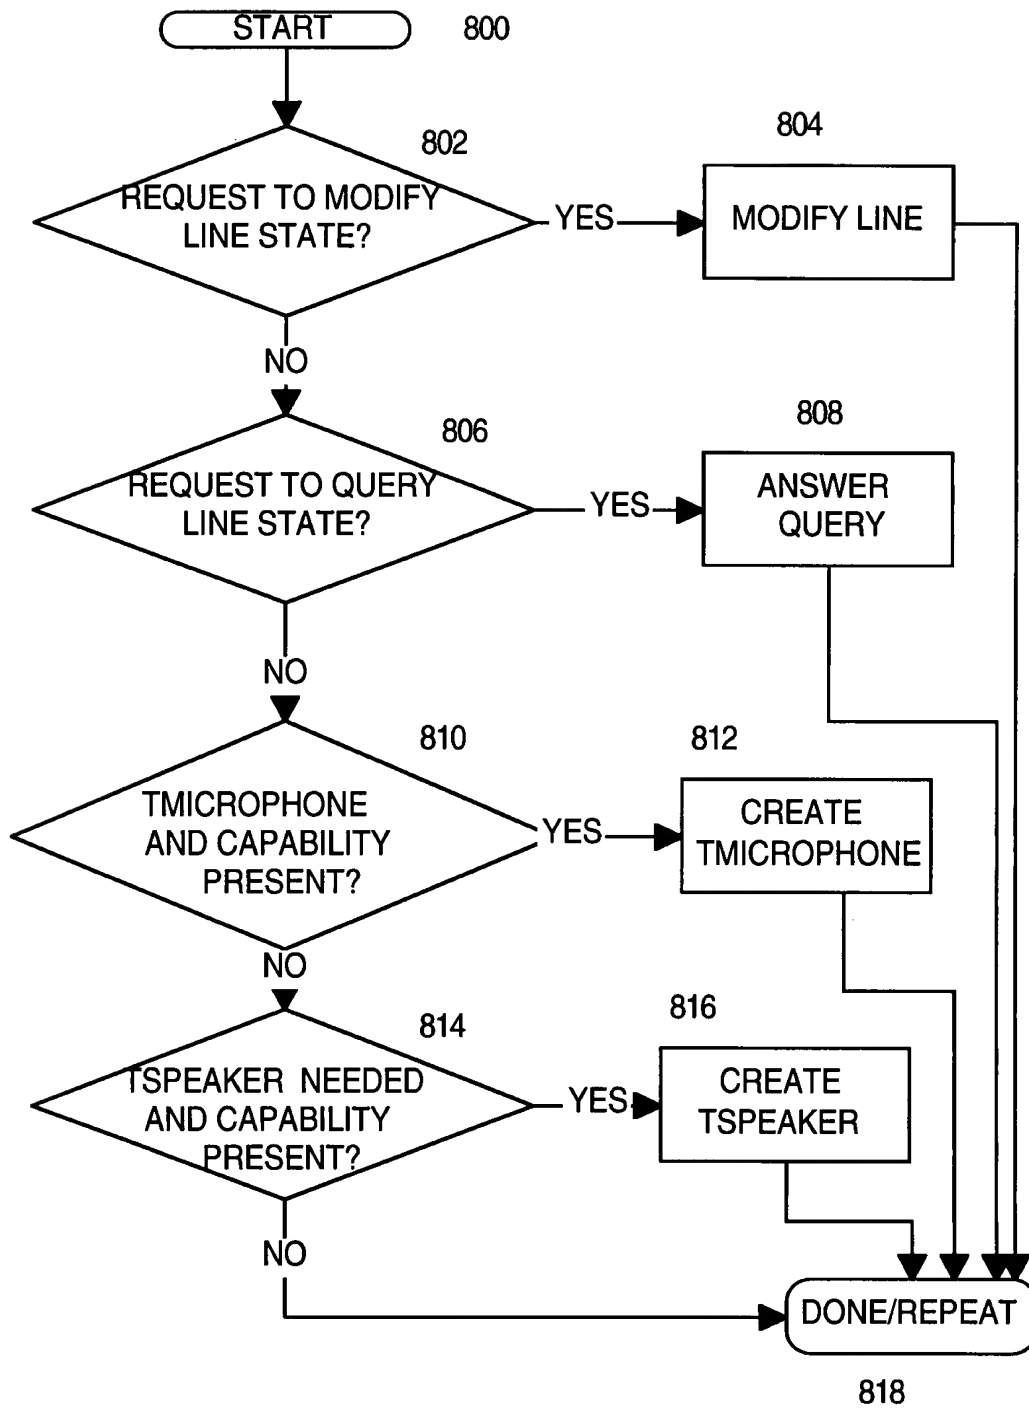 START
800
802
REQUEST TO MODIFY
LINE STATE?
YES
804
MODIFY LINE
NO
806
REQUEST TO QUERY
LINE STATE?
YES
808
ANSWER
QUERY
NO
810
TMICROPHONE
AND CAPABILITY
PRESENT?
YES
812
CREATE
TMICROPHONE
NO
814
TSPEAKER NEEDED
AND CAPABILITY
PRESENT?
YES
816
CREATE
TSPEAKER
NO
DONE/REPEAT
818